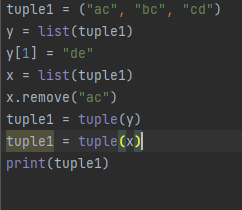 tuple1 = ("ac", "bc", "cd")
y = list(tuple1)
y[1] = "de"
x = list(tuple1)
x.remove("ac")
tuple1 = tuple(y)
tuple1 = tuple(x)
print(tuple1)